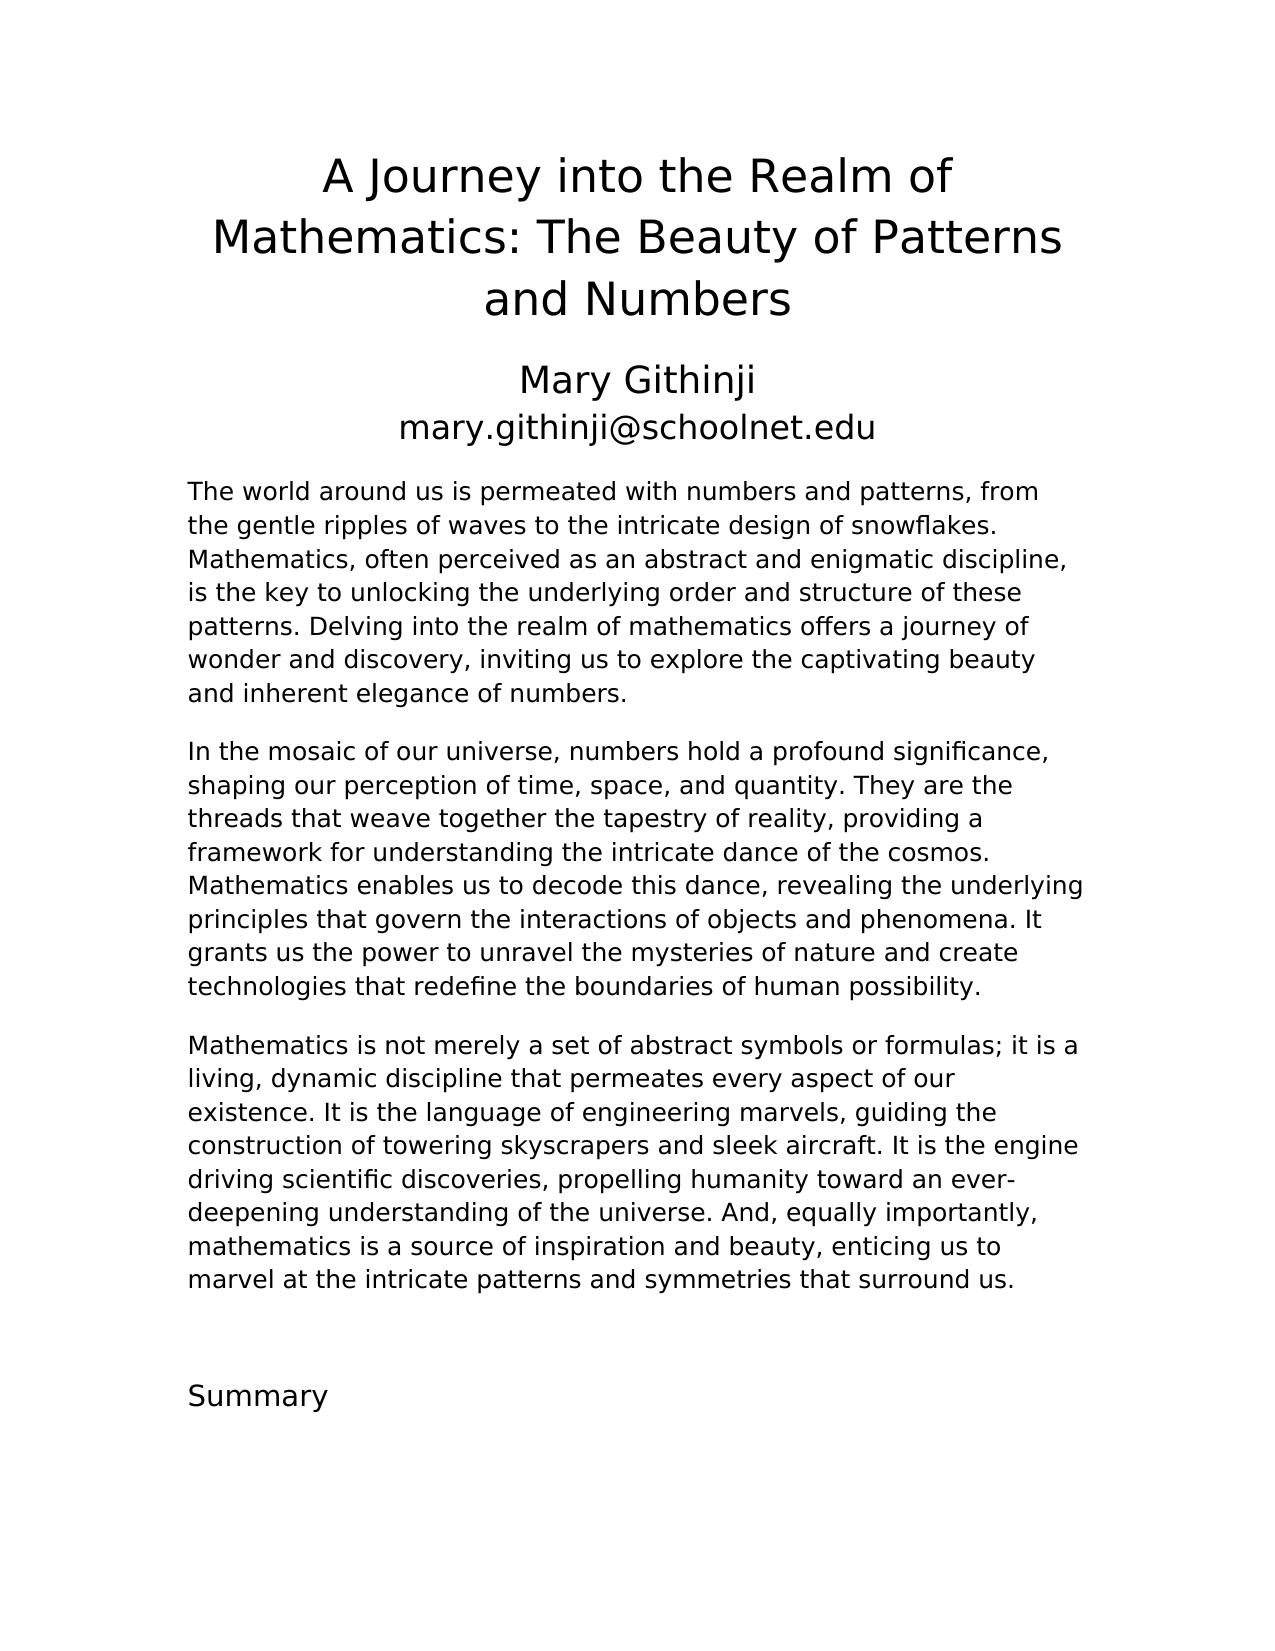 A Journey into the Realm of
Mathematics: The Beauty of Patterns
and Numbers
Mary Githinji
mary.githinji@schoolnet.edu
The world around us is permeated with numbers and patterns, from
the gentle ripples of waves to the intricate design of snowflakes.
Mathematics, often perceived as an abstract and enigmatic discipline,
is the key to unlocking the underlying order and structure of these
patterns. Delving into the realm of mathematics offers a journey of
wonder and discovery, inviting us to explore the captivating beauty
and inherent elegance of numbers.
In the mosaic of our universe, numbers hold a profound significance,
shaping our perception of time, space, and quantity. They are the
threads that weave together the tapestry of reality, providing a
framework for understanding the intricate dance of the cosmos.
Mathematics enables us to decode this dance, revealing the underlying
principles that govern the interactions of objects and phenomena. It
grants us the power to unravel the mysteries of nature and create
technologies that redefine the boundaries of human possibility.
Mathematics is not merely a set of abstract symbols or formulas; it is a
living, dynamic discipline that permeates every aspect of our
existence. It is the language of engineering marvels, guiding the
construction of towering skyscrapers and sleek aircraft. It is the engine
driving scientific discoveries, propelling humanity toward an ever-
deepening understanding of the universe. And, equally importantly,
mathematics is a source of inspiration and beauty, enticing us to
marvel at the intricate patterns and symmetries that surround us.
Summary